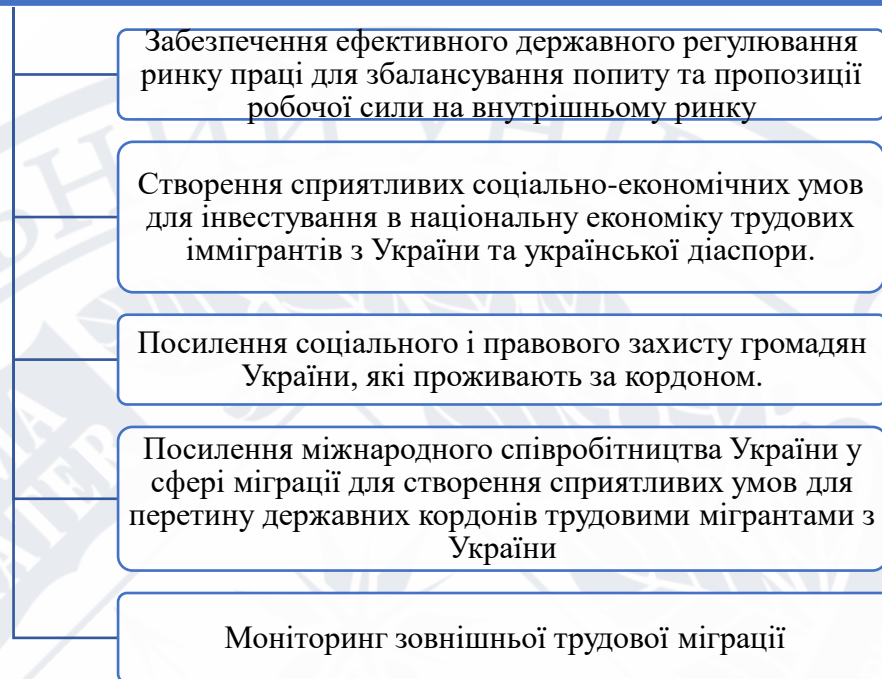 Забезпечення ефективного державного регулювання
ринку праці для збалансування попиту та пропозиції
робочої сили на внутрішньому ринку
Створення сприятливих соціально-економічних умов
для інвестування в національну економіку трудових
іммігрантів з України та української діаспори.
Посилення соціального і правового захисту громадян
України, які проживають за кордоном.
Посилення міжнародного співробітництва України у
сфері міграції для створення сприятливих умов для
перетину державних кордонів трудовими мігрантами з
України
Моніторинг зовнішньої трудової міграції